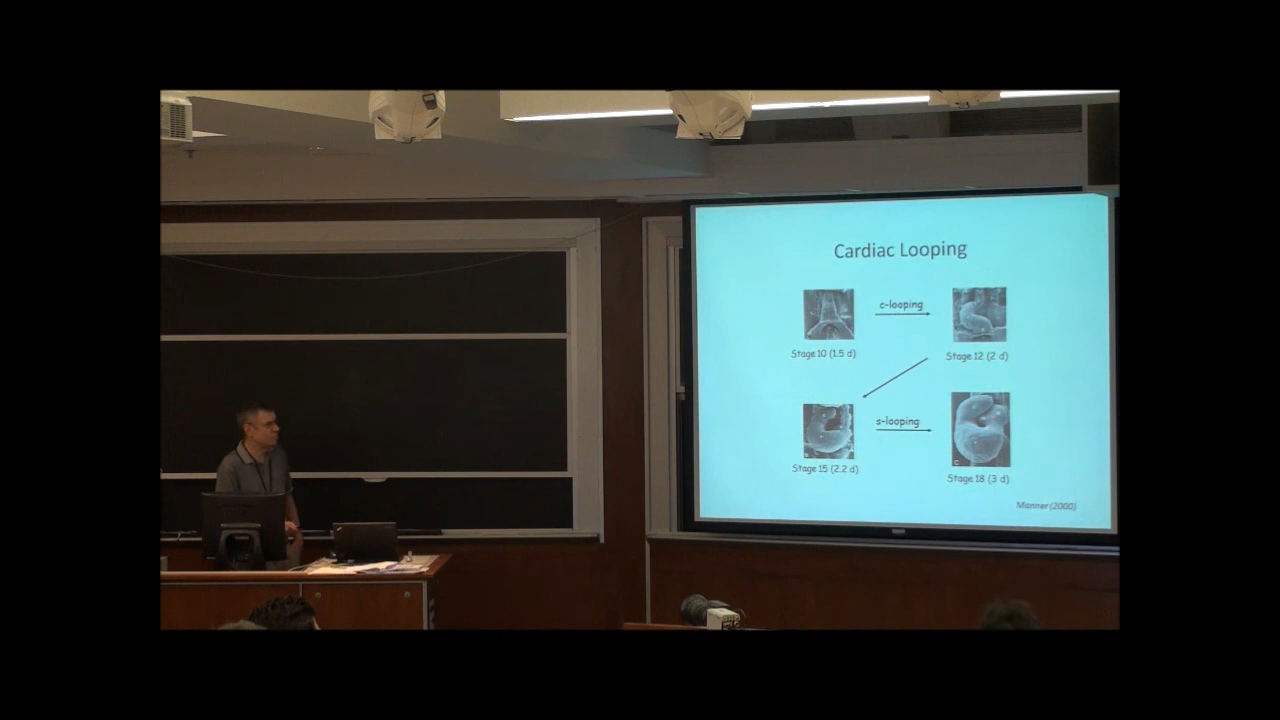 Cardiac Looping
c-looping
Stage 10 (1.5 d)
Stage 12 (2 d)
s-looping
Stage 15 (2.2 d)
Stage 18 (3 d)
Manner (2000)